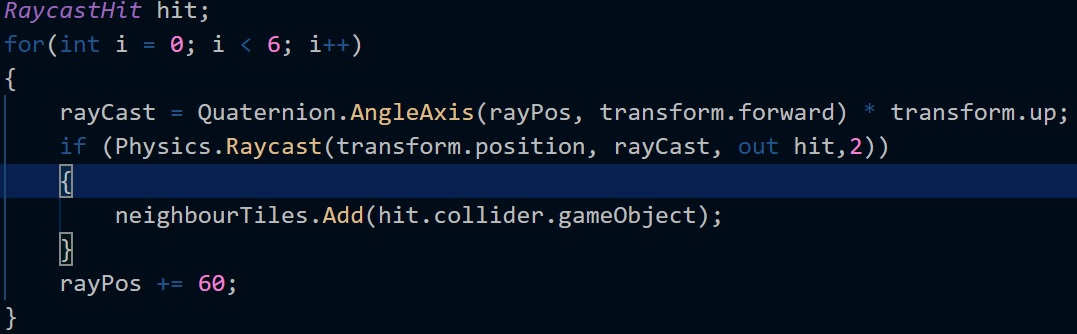 RaycastHit hit;
for(int i = 0; i < 6; i++)
{
    rayCast = Quaternion.AngleAxis(rayPos, transform.forward) * transform.up;
    if (Physics.Raycast(transform.position, rayCast, out hit,2))
    {
        neighbourTiles.Add(hit.collider.gameObject);
    }
    rayPos += 60;
}